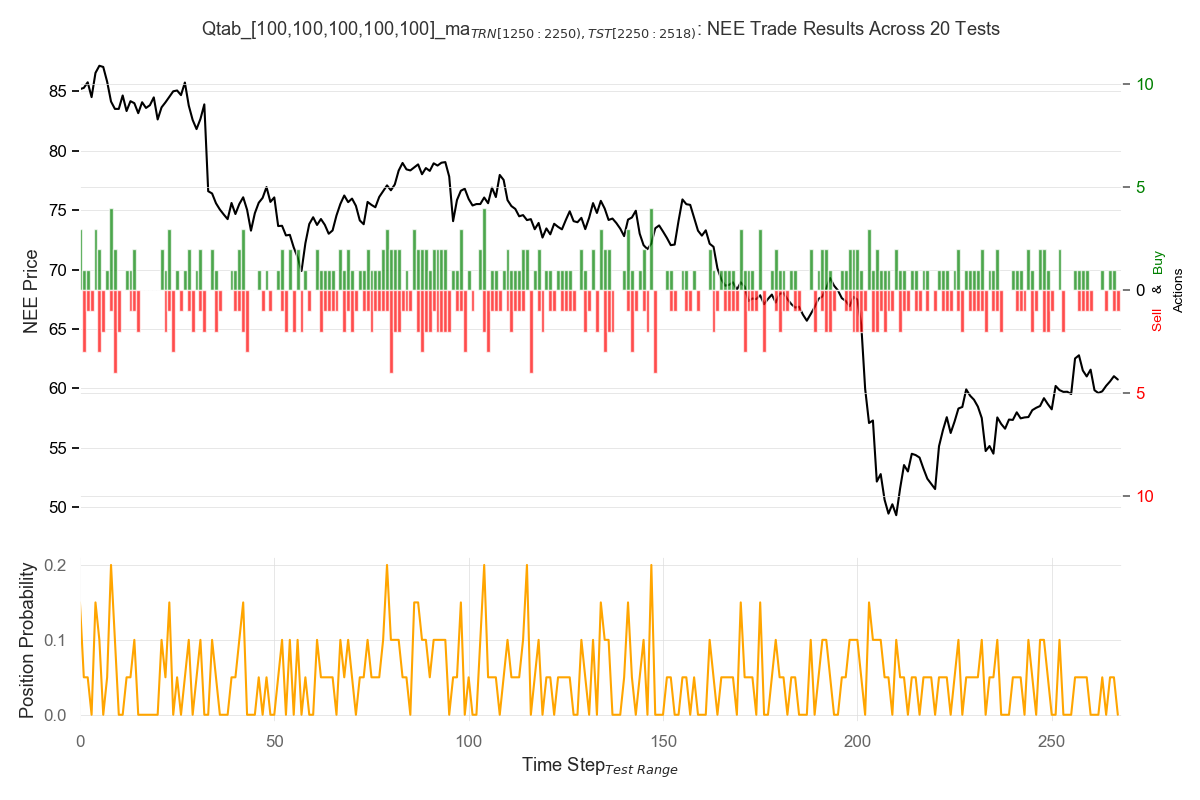 Qtab_[100,100,100,100,100]_ma TRN[1250:2250),TST[2250:2518): NEE Trade Results Across 20 Tests
NEE Price
85
80
75
70
65
60
55
50
10
5
0
5
10
Sell & Buy
Actions
Position Probability
0.2
0.1
0.0
0 50 100 150 200 250
Time Step Test Range